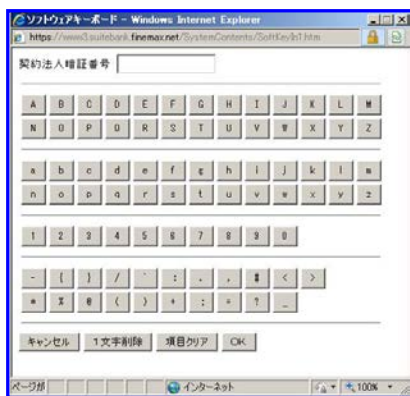 ソフトウェアキーボード - Windows Internet Explorer
https://www3.suitebank.finemax.net/SystemContents/SoftKeyIn1.htm
契約法人暗証番号
A B C D E F G H I J K L M
N O P Q R S T U V W X Y Z
a b c d e f g h i j k l m
n o p q r s t u v w x y z
1 2 3 4 5 6 7 8 9 0
- { } / ` : . , # < >
% @ ( ) + : = ? _
キャンセル 1文字削除 項目クリア OK
ページが インターネット 100%